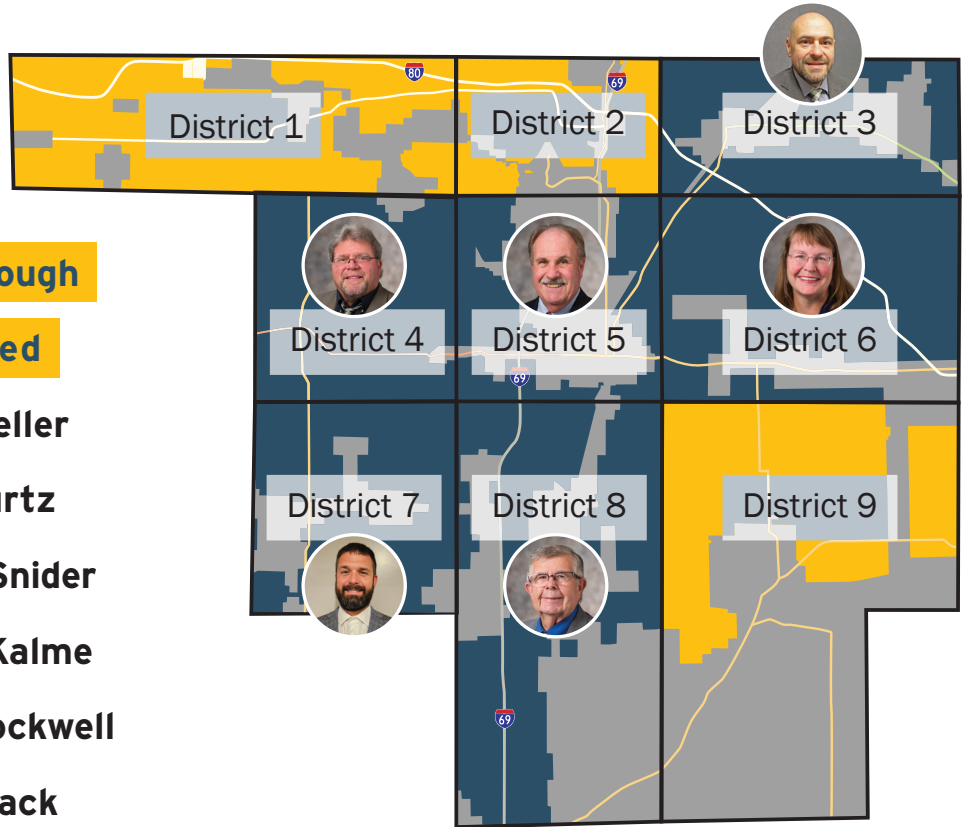 80
69
District 1
District 2
District 3
ough
ed
eller
District 4
District 5
District 6
69
urtz
District 7
District 8
District 9
Snider
Kalme
ockwell
69
ack